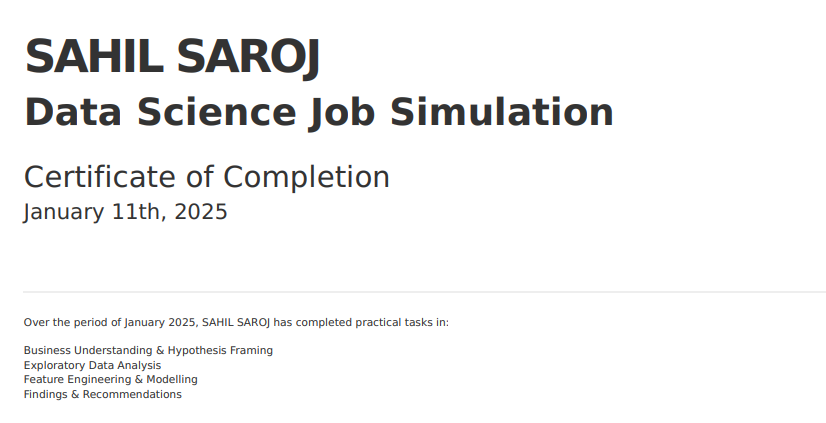 SAHIL SAROJ
Data Science Job Simulation
Certificate of Completion
January 11th, 2025
Over the period of January 2025, SAHIL SAROJ has completed practical tasks in:
Business Understanding & Hypothesis Framing
Exploratory Data Analysis
Feature Engineering & Modelling
Findings & Recommendations